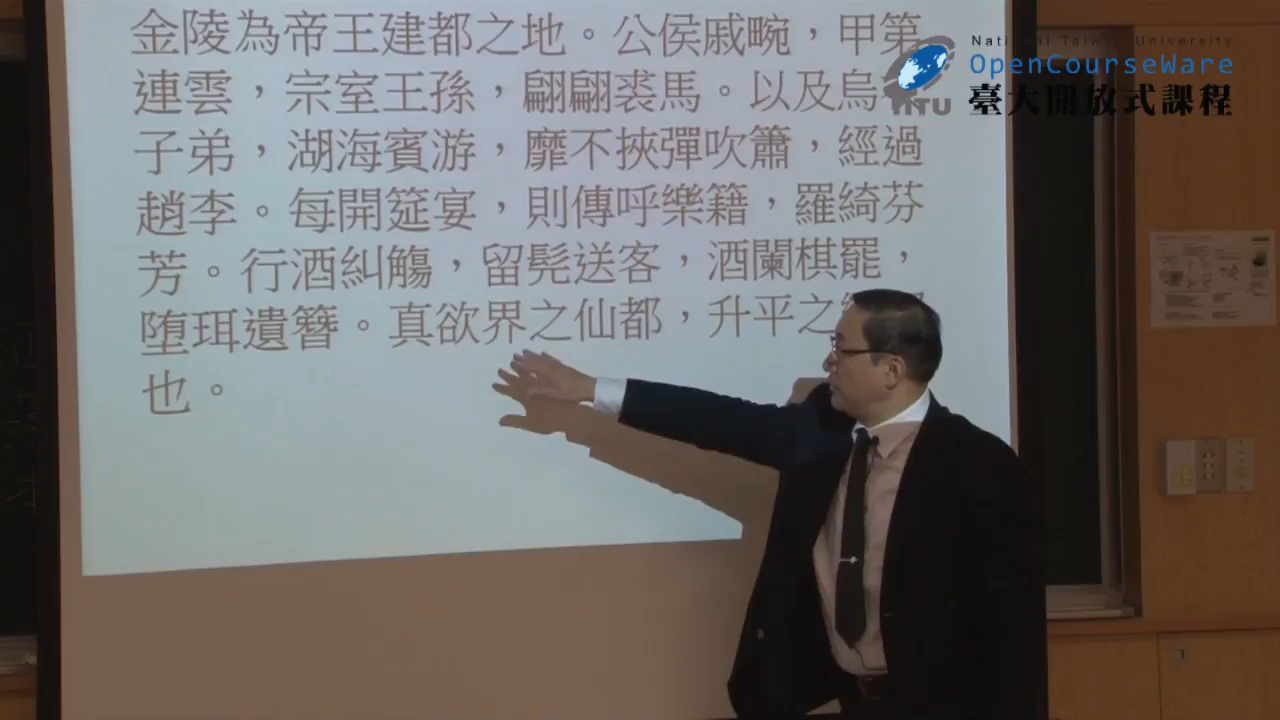 金陵為帝王建都之地。公侯戚畹，甲第
連雲，宗室王孫，翩翩裘馬。以及烏
子弟，湖海賓游，靡不挾彈吹簫，經過
趙李。每開筵宴，則傳呼樂籍，羅綺芬
芳。行酒糾觴，留髡送客，酒闌棋罷，
堕珥遺簪。真欲界之仙都，升平之
也。
National Taiwan University
OpenCourseWare
臺大開放式課程
NTU